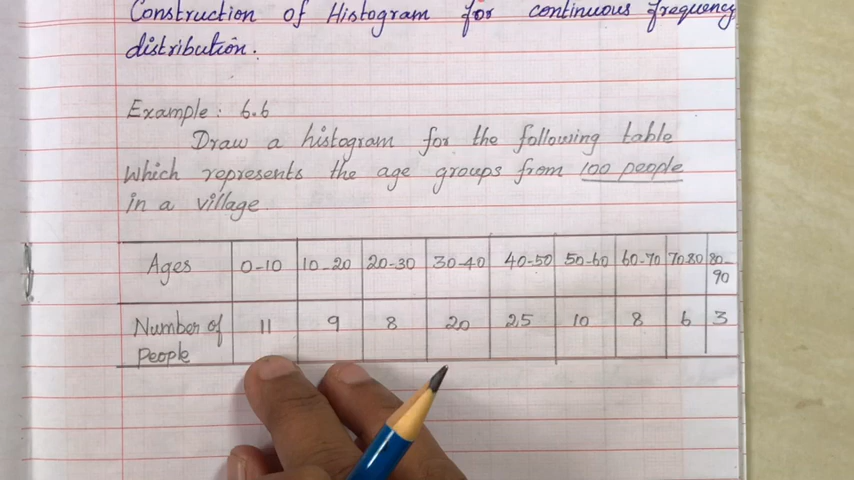 Construction of Histogram for continuous frequency
distribution.
Example : 6.6
Draw a histogram for the following table
which represents the age groups from 100 people
in a village.
Ages 0-10 10-20 20-30 30-40 40-50 50-60 60-70 70-80 80-90
Number of People 11 9 8 20 25 10 8 6 3